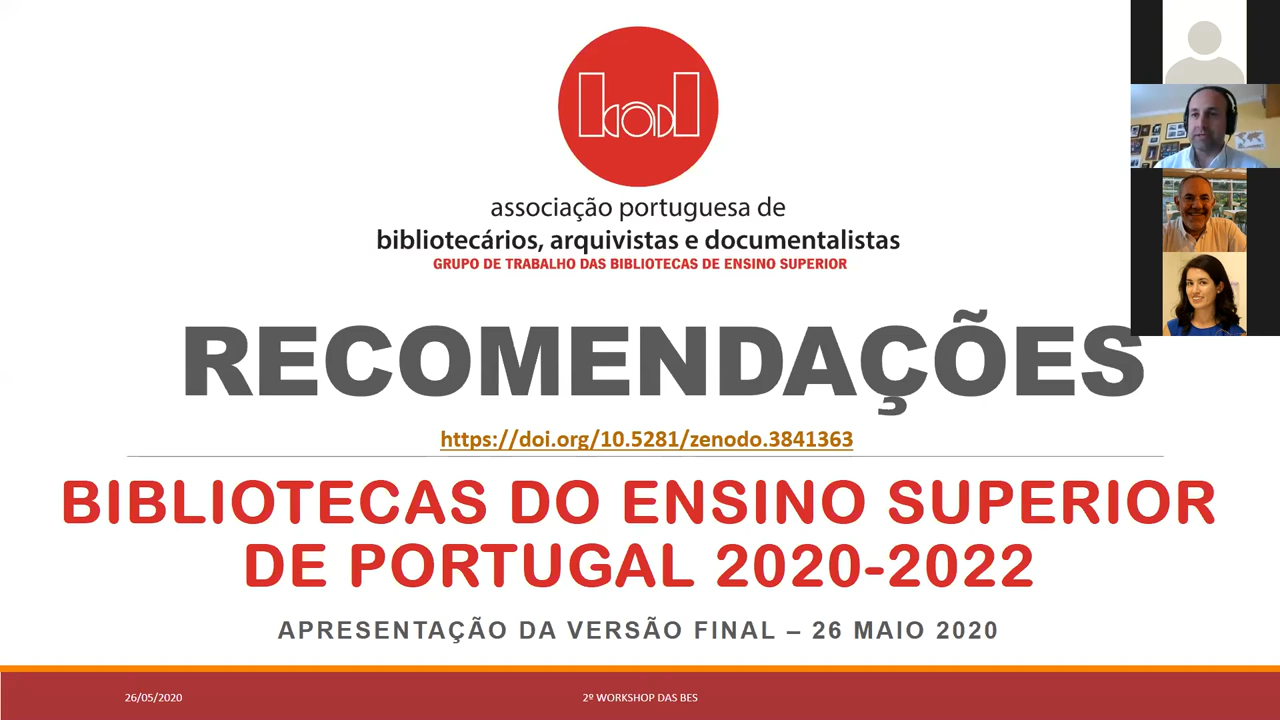 bad
associação portuguesa de
bibliotecários, arquivistas e documentalistas
GRUPO DE TRABALHO DAS BIBLIOTECAS DE ENSINO SUPERIOR
RECOMENDAÇÕES
https://doi.org/10.5281/zenodo.3841363
BIBLIOTECAS DO ENSINO SUPERIOR
DE PORTUGAL 2020-2022
APRESENTAÇÃO DA VERSÃO FINAL – 26 MAIO 2020
26/05/2020
2º WORKSHOP DAS BES